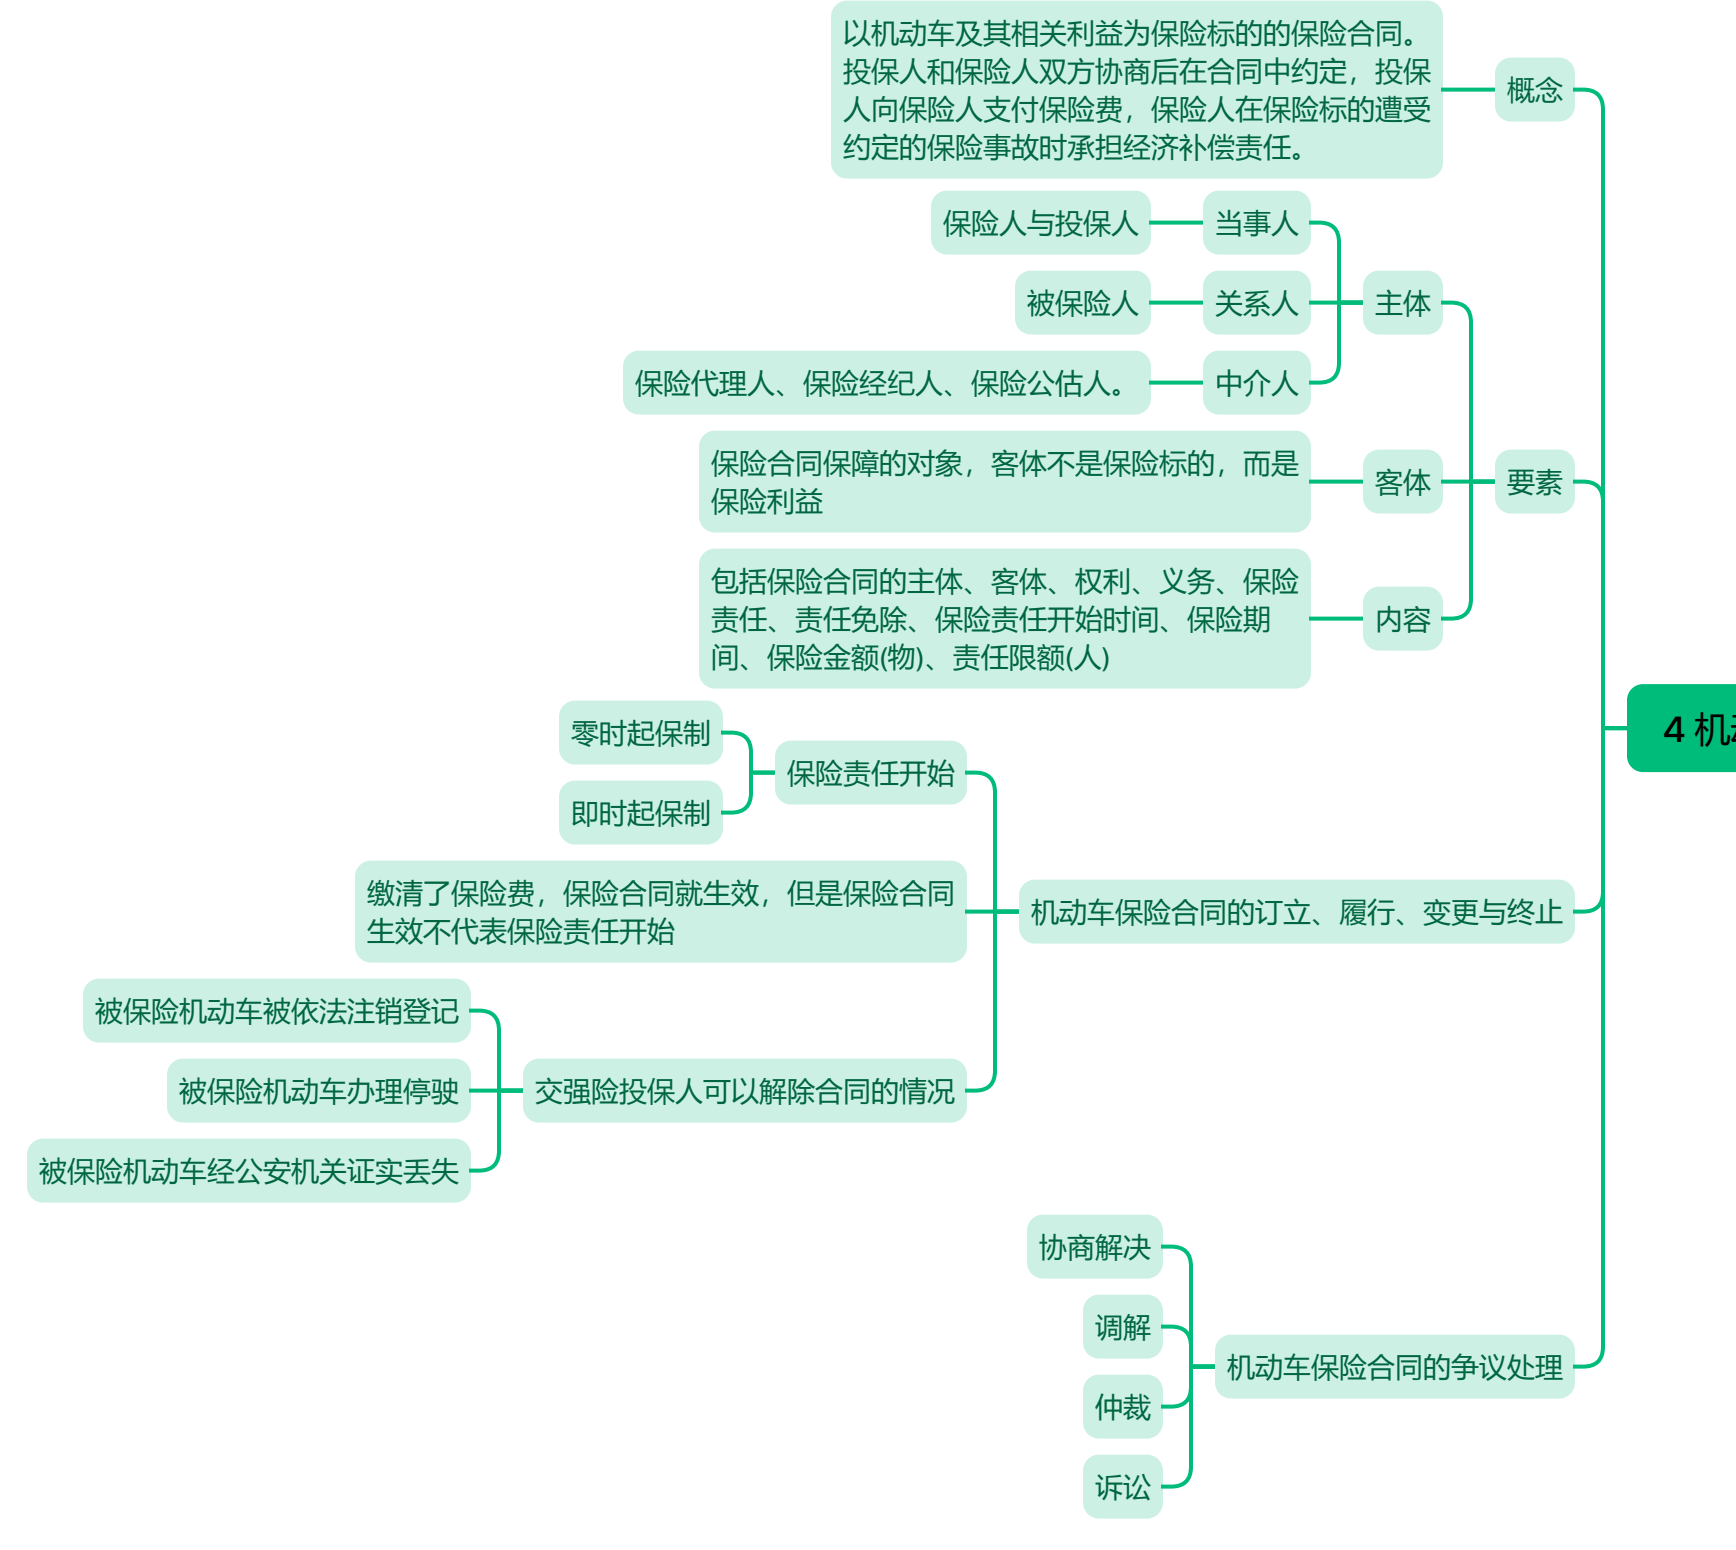 以机动车及其相关利益为保险标的的保险合同。
投保人和保险人双方协商后在合同中约定，投保
人向保险人支付保险费，保险人在保险标的遭受
约定的保险事故时承担经济补偿责任。
概念
保险人与投保人
当事人
被保险人
关系人
主体
保险代理人、保险经纪人、保险公估人。
中介人
保险合同保障的对象，客体不是保险标的，而是
保险利益
客体
要素
包括保险合同的主体、客体、权利、义务、保险
责任、责任免除、保险责任开始时间、保险期
间、保险金额(物)、责任限额(人)
内容
4 机
零时起保制
保险责任开始
即时起保制
缴清了保险费，保险合同就生效，但是保险合同
生效不代表保险责任开始
机动车保险合同的订立、履行、变更与终止
被保险机动车被依法注销登记
被保险机动车办理停驶
交强险投保人可以解除合同的情况
被保险机动车经公安机关证实丢失
协商解决
调解
机动车保险合同的争议处理
仲裁
诉讼